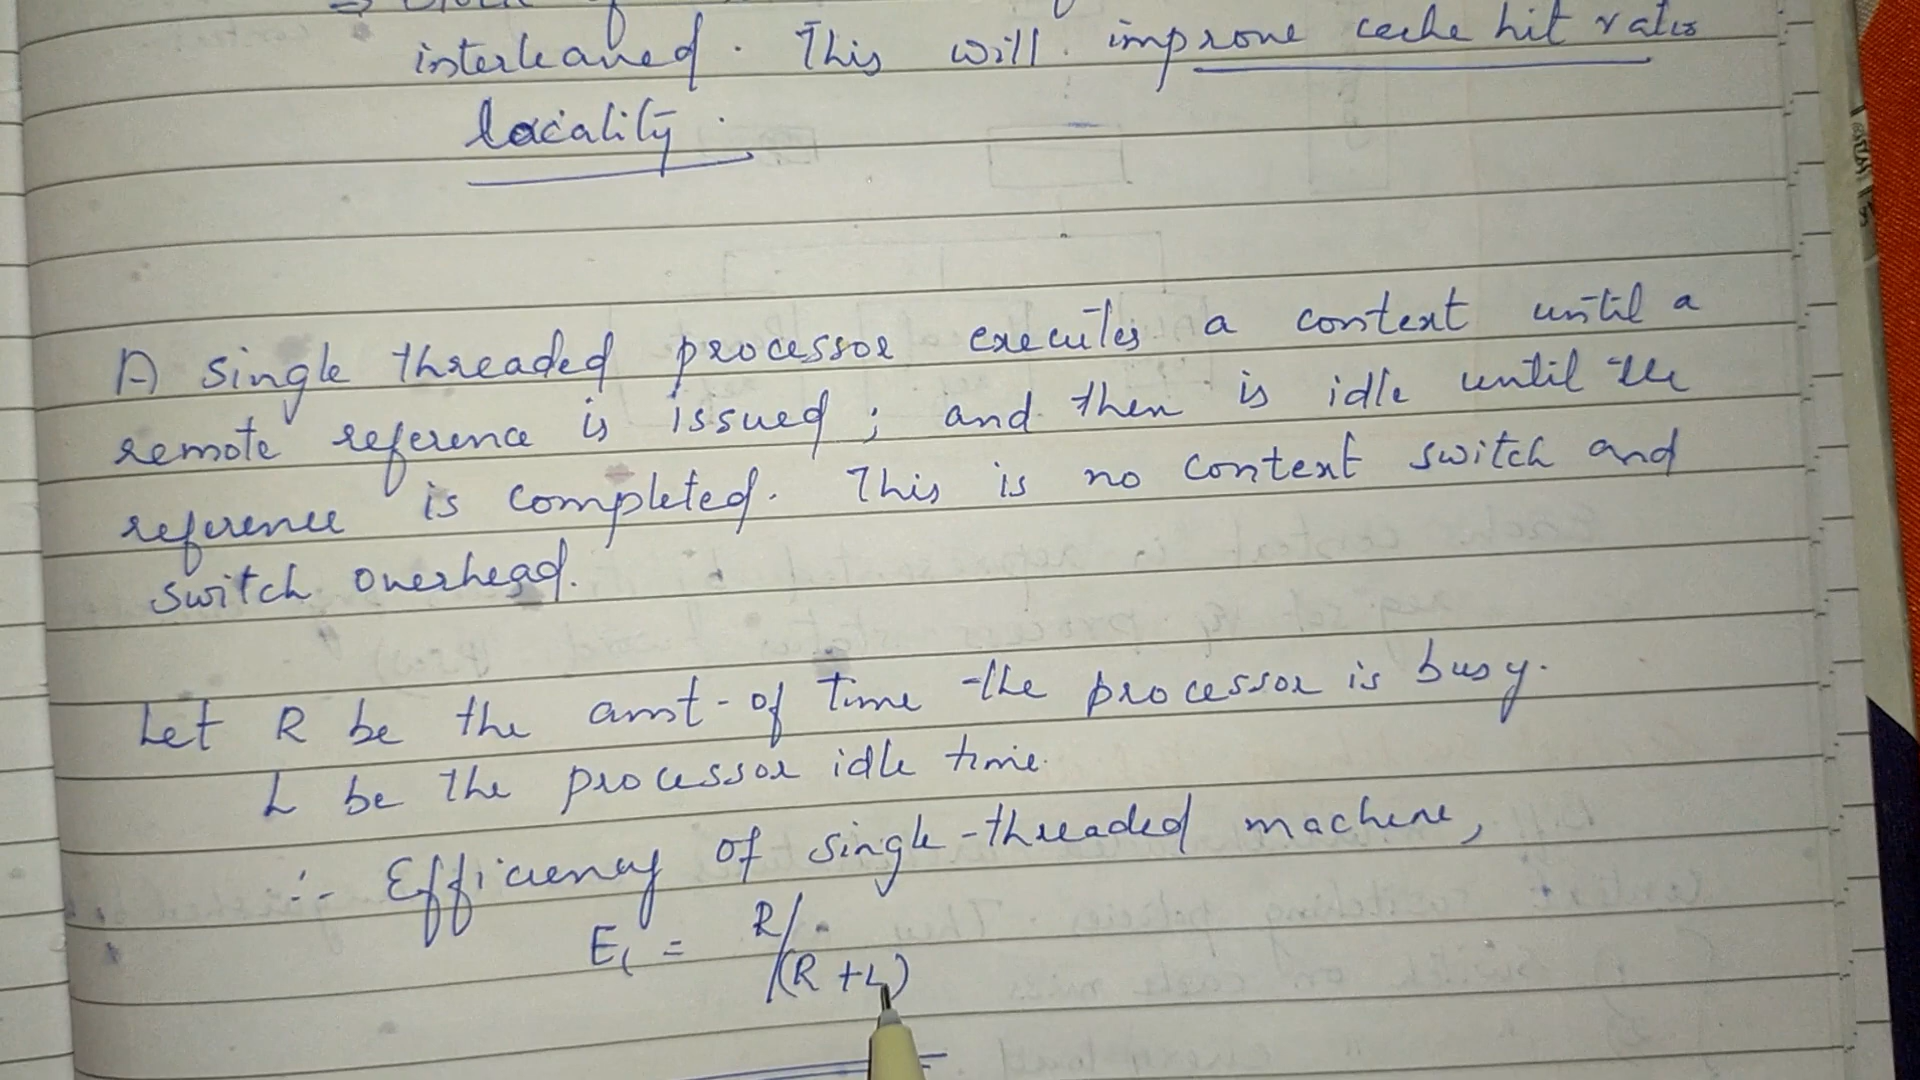 interleaved. This will improve cache hit ratio
locality.
A single threaded processor executes a context until a
remote reference is issued; and then is idle until the
reference is completed. This is no context switch and
switch overhead.
Let R be the amt. of time the processor is busy.
L be the processor idle time.
∴ Efficiency of single-threaded machine,
E1 = R/(R+L)